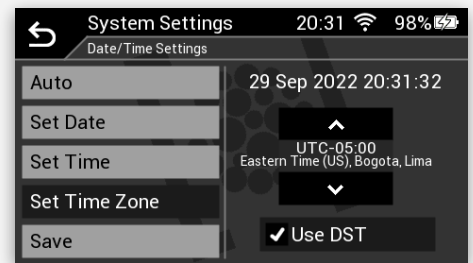 System Settings 20:31 98%
Date/Time Settings
Auto
29 Sep 2022 20:31:32
Set Date
Set Time
UTC-05:00
Eastern Time (US), Bogota, Lima
Set Time Zone
Use DST
Save